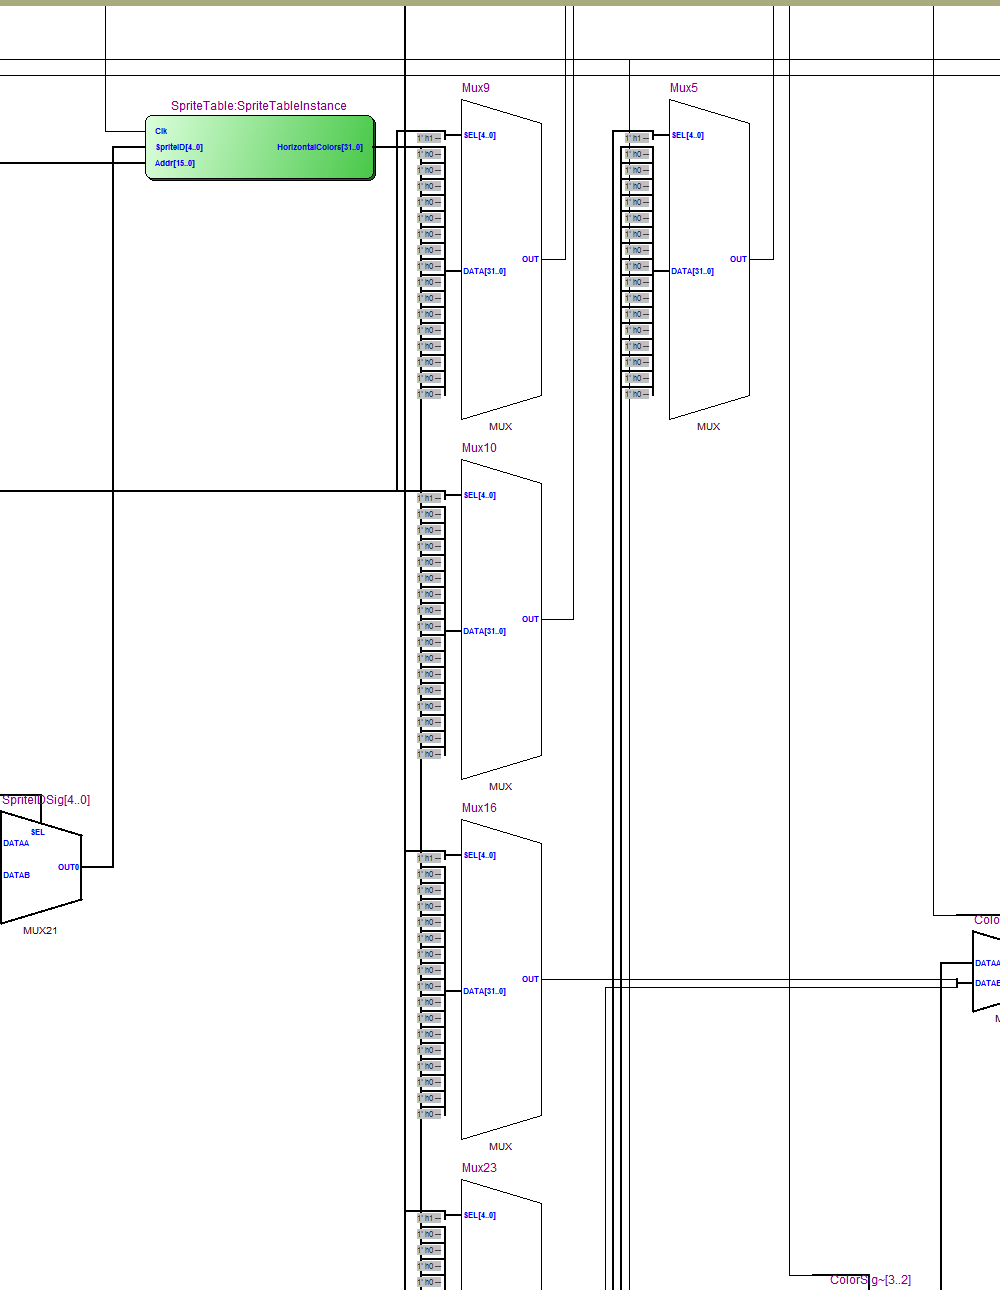 SpriteTable:SpriteTableInstance
Clk
SpriteID[4..0]
Addr[15..0]
HorizontalColors[31..0]
Mux9
1' h1
SEL[4..0]
1' h0
1' h0
1' h0
1' h0
1' h0
1' h0
1' h0
1' h0
DATA[31..0]
OUT
1' h0
1' h0
1' h0
1' h0
1' h0
1' h0
1' h0
1' h0
MUX
Mux5
1' h1
SEL[4..0]
1' h0
1' h0
1' h0
1' h0
1' h0
1' h0
1' h0
1' h0
DATA[31..0]
OUT
1' h0
1' h0
1' h0
1' h0
1' h0
1' h0
1' h0
1' h0
MUX
Mux10
1' h1
SEL[4..0]
1' h0
1' h0
1' h0
1' h0
1' h0
1' h0
1' h0
1' h0
DATA[31..0]
OUT
1' h0
1' h0
1' h0
1' h0
1' h0
1' h0
1' h0
1' h0
MUX
SpriteIDSig[4..0]
SEL
DATAA
DATAB
OUT0
MUX21
Mux16
1' h1
SEL[4..0]
1' h0
1' h0
1' h0
1' h0
1' h0
1' h0
1' h0
1' h0
DATA[31..0]
OUT
1' h0
1' h0
1' h0
1' h0
1' h0
1' h0
1' h0
1' h0
MUX
Colo
DATAA
DATAB
M
Mux23
1' h1
SEL[4..0]
1' h0
1' h0
1' h0
1' h0
ColorSig~[3..2]